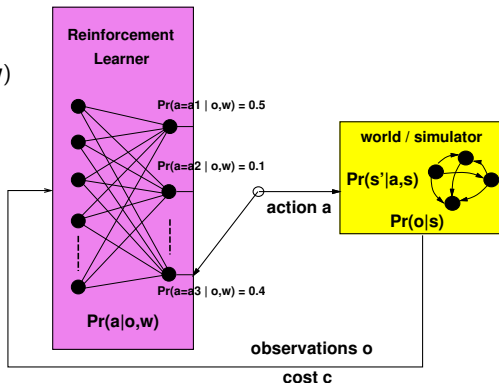 Reinforcement
Learner
)
Pr(a=a1 | o,w) = 0.5
Pr(a=a2 | o,w) = 0.1
Pr(a=a3 | o,w) = 0.4
Pr(a|o,w)
action a
world / simulator
Pr(s'|a,s)
Pr(o|s)
observations o
cost c